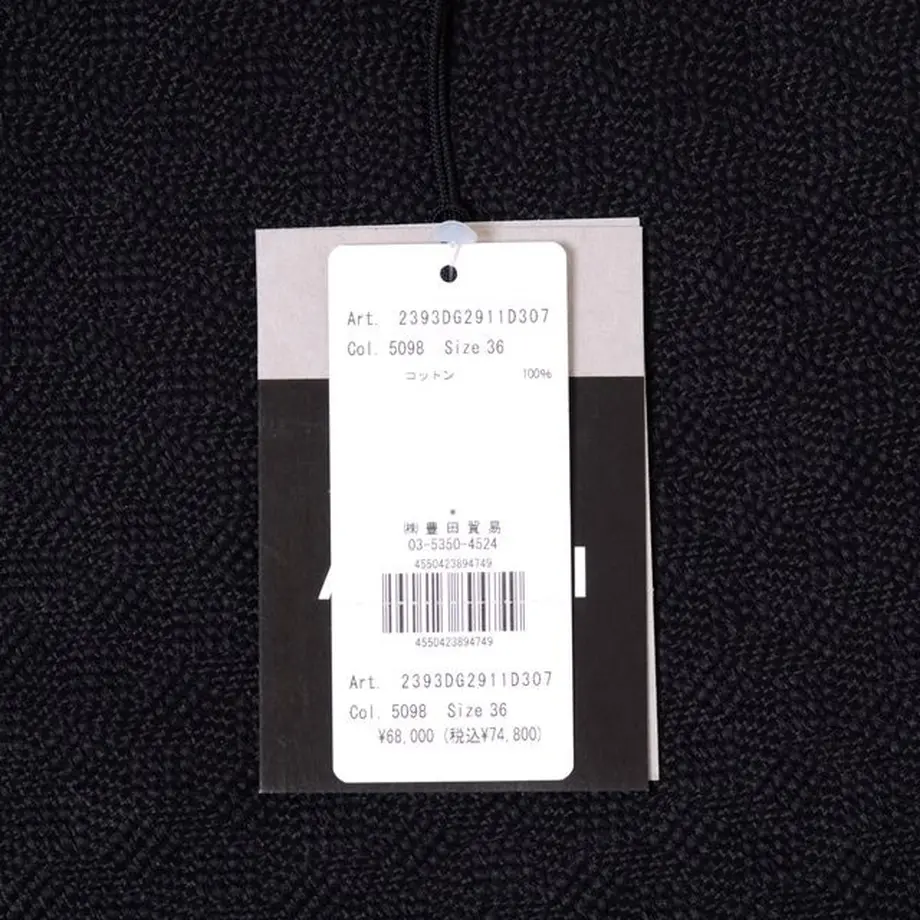 Art. 2393DG2911D307
Col. 5098 Size 36
コットン 100%
*
㈱豊田貿易
03-5350-4524
4550423894749
4550423894749
Art. 2393DG2911D307
Col. 5098 Size 36
¥68,000 (税込¥74,800)